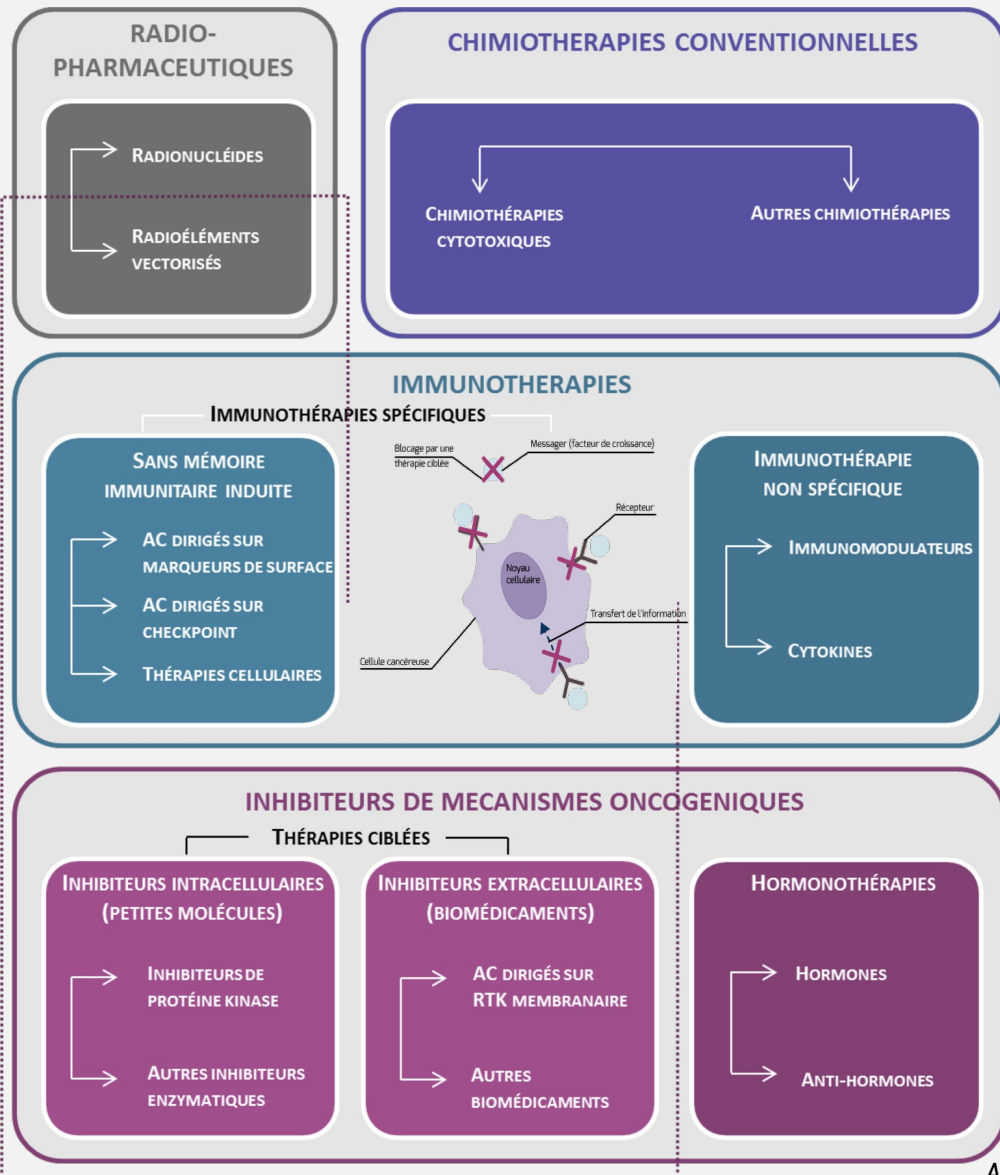 RADIO-
PHARMACEUTIQUES
RADIONUCLÉIDES
RADIOÉLÉMENTS
VECTORISÉS
CHIMIOTHERAPIES CONVENTIONNELLES
CHIMIOTHÉRAPIES
CYTOTOXIQUES
AUTRES CHIMIOTHÉRAPIES
IMMUNOTHERAPIES
IMMUNOTHÉRAPIES SPÉCIFIQUES
SANS MÉMOIRE
IMMUNITAIRE INDUITE
AC DIRIGÉS SUR
MARQUEURS DE SURFACE
AC DIRIGÉS SUR
CHECKPOINT
THÉRAPIES CELLULAIRES
Blocage par une
thérapie ciblée
Messager (facteur de croissance)
Récepteur
Noyau
cellulaire
Transfert de l'information
Cellule cancéreuse
IMMUNOTHÉRAPIE
NON SPÉCIFIQUE
IMMUNOMODULATEURS
CYTOKINES
INHIBITEURS DE MECANISMES ONCOGENIQUES
THÉRAPIES CIBLÉES
INHIBITEURS INTRACELLULAIRES
(PETITES MOLÉCULES)
INHIBITEURS DE
PROTÉINE KINASE
AUTRES INHIBITEURS
ENZYMATIQUES
INHIBITEURS EXTRACELLULAIRES
(BIOMÉDICAMENTS)
AC DIRIGÉS SUR
RTK MEMBRANAIRE
AUTRES
BIOMÉDICAMENTS
HORMONOTHÉRAPIES
HORMONES
ANTI-HORMONES